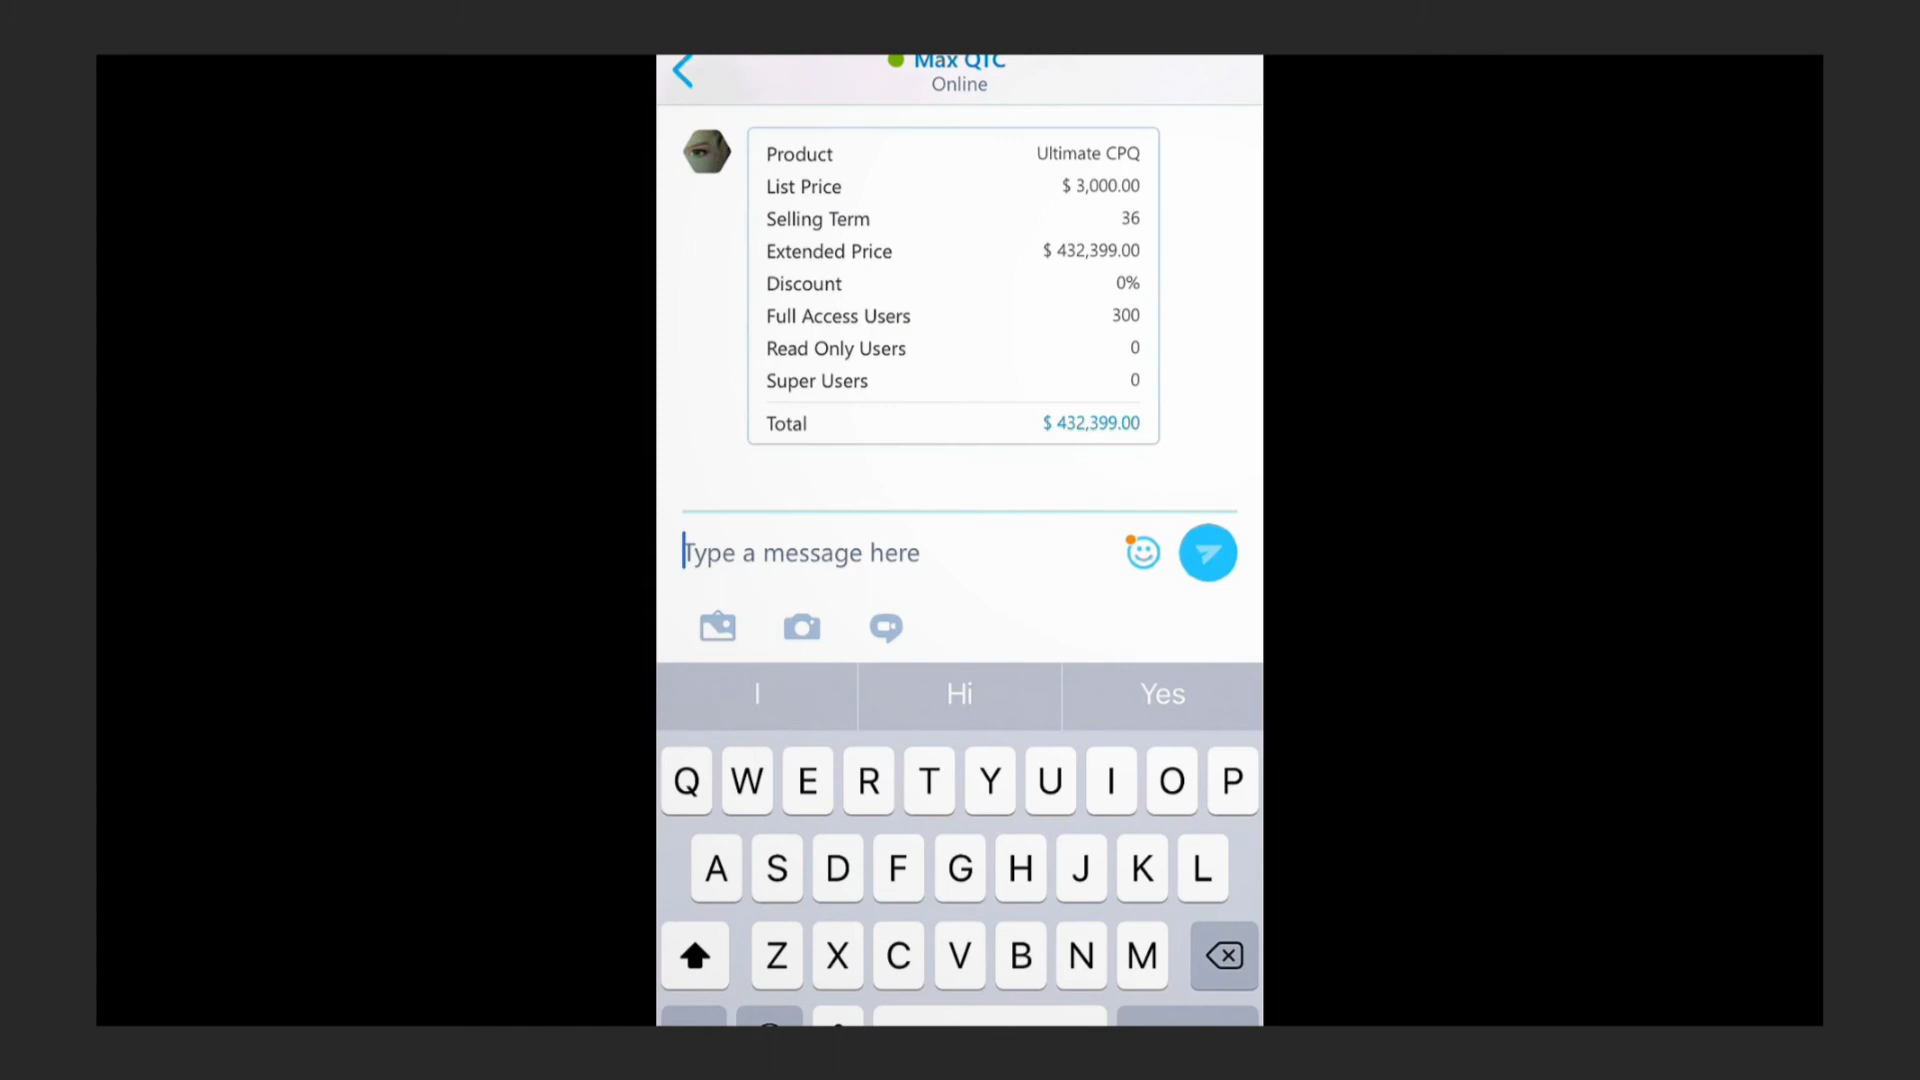 Max QTC
Online
Product Ultimate CPQ
List Price $ 3,000.00
Selling Term 36
Extended Price $ 432,399.00
Discount 0%
Full Access Users 300
Read Only Users 0
Super Users 0
Total $ 432,399.00
Type a message here
I Hi Yes
Q W E R T Y U I O P
A S D F G H J K L
Z X C V B N M